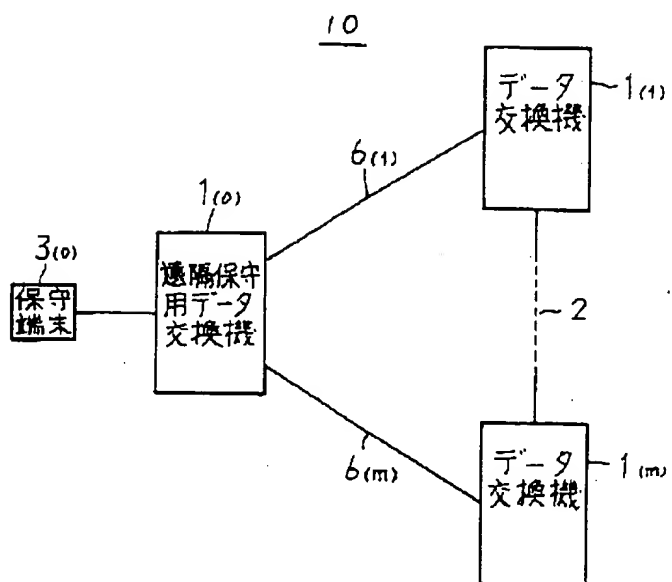 10
データ
交換機
1(1)
6(1)
1(0)
3(0)
保守
端末
遠隔保守
用データ
交換機
2
6(m)
データ
交換機
1(m)